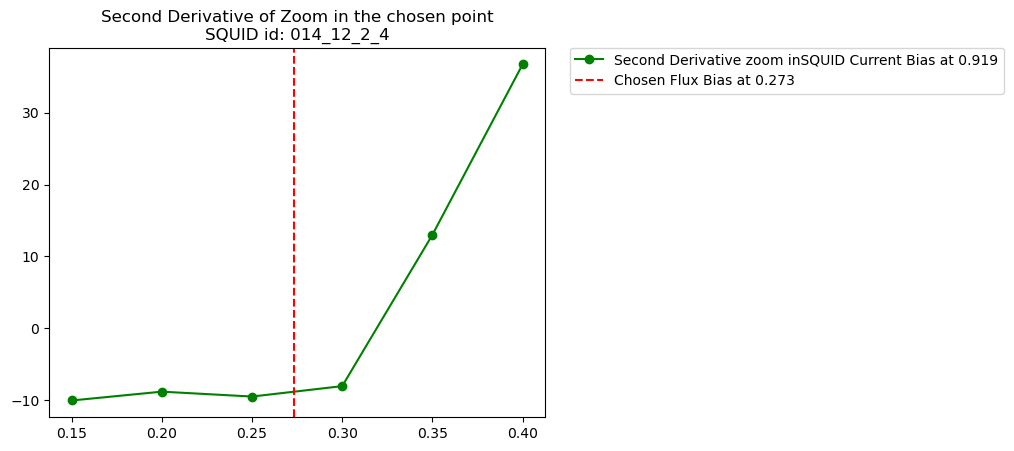 Second Derivative of Zoom in the chosen point
SQUID id: 014_12_2_4
Second Derivative zoom inSQUID Current Bias at 0.919
Chosen Flux Bias at 0.273
30
20
10
0
−10
0.15 0.20 0.25 0.30 0.35 0.40